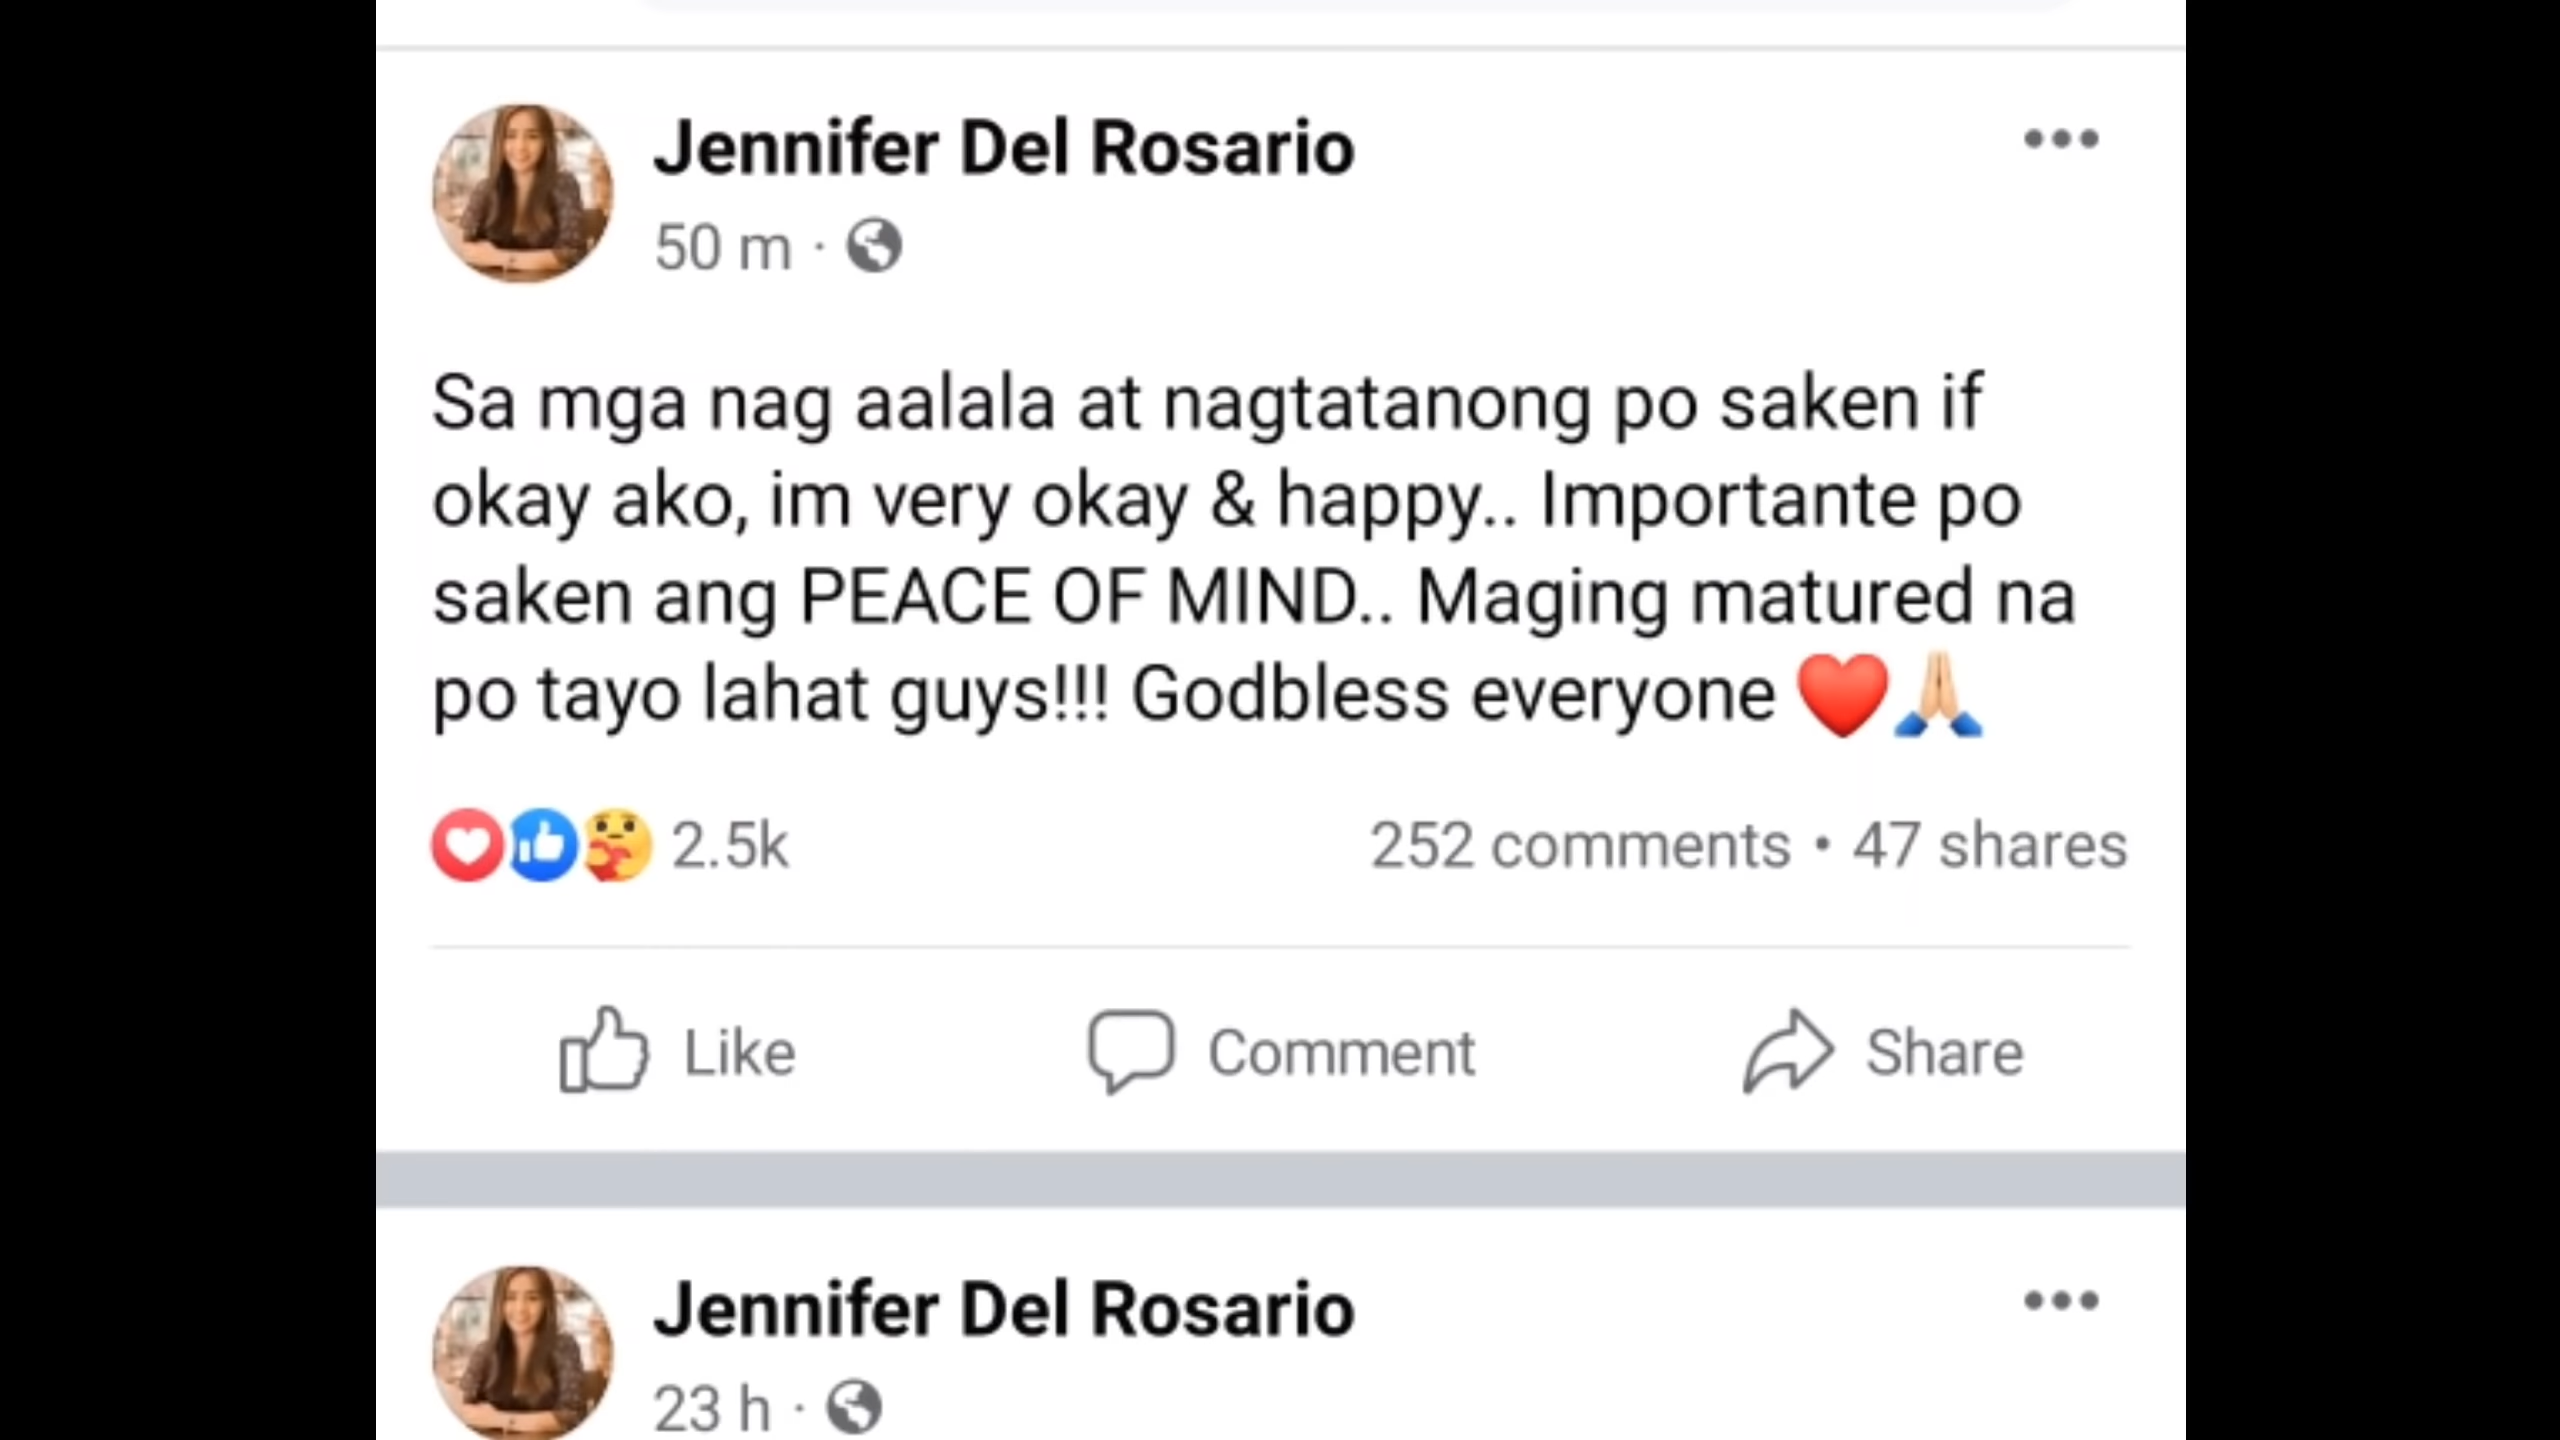 Jennifer Del Rosario
50 m ·
Sa mga nag aalala at nagtatanong po saken if
okay ako, im very okay & happy.. Importante po
saken ang PEACE OF MIND.. Maging matured na
po tayo lahat guys!!! Godbless everyone ❤️🙏🏻
2.5k 252 comments • 47 shares
Like Comment Share
Jennifer Del Rosario
23 h ·